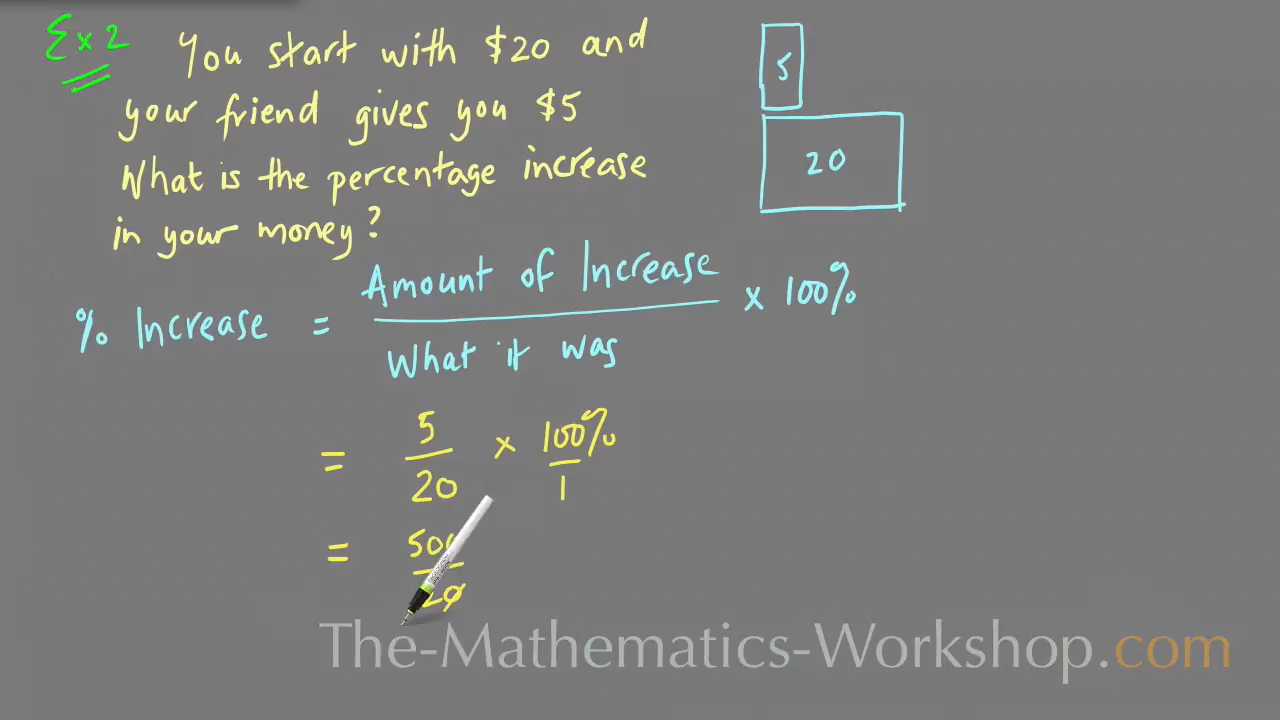 Ex 2 You start with $20 and
your friend gives you $5
What is the percentage increase
in your money?
5
20
% Increase = Amount of Increase
What it was
x 100%
= 5
20
x 100%
1
= 500
20
The-Mathematics-Workshop.com